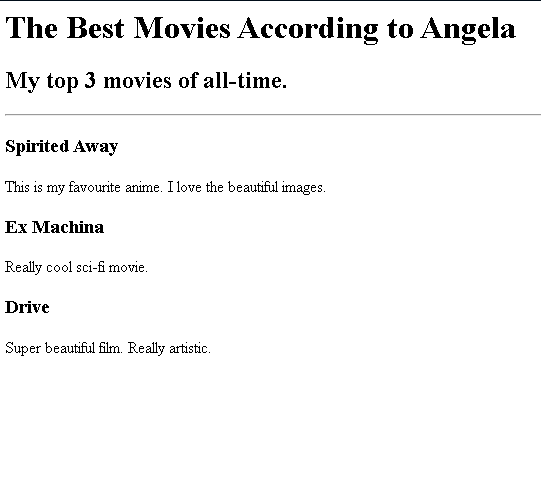 The Best Movies According to Angela
My top 3 movies of all-time.
Spirited Away
This is my favourite anime. I love the beautiful images.
Ex Machina
Really cool sci-fi movie.
Drive
Super beautiful film. Really artistic.